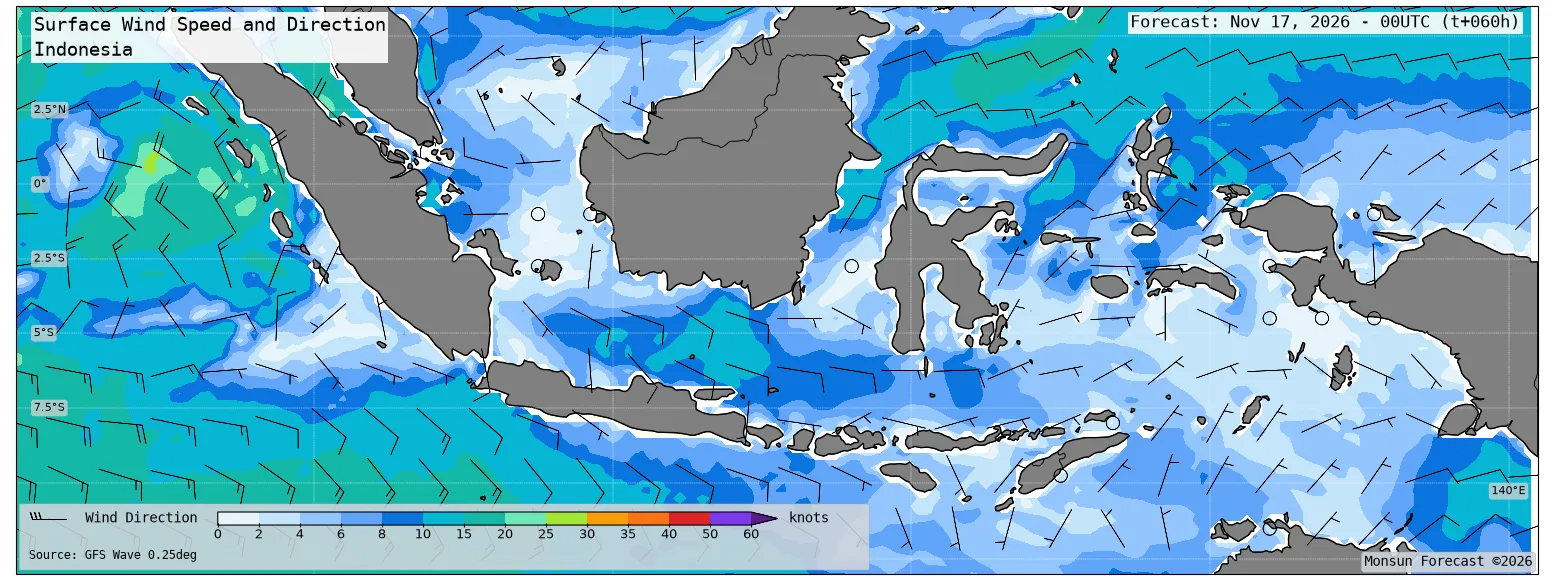 Surface Wind Speed and Direction
Indonesia
Forecast: Nov 17, 2026 - 00UTC (t+060h)
2.5°N
0°
2.5°S
5°S
7.5°S
140°E
Wind Direction
0 2 4 6 8 10 15 20 25 30 35 40 50 60
knots
Source: GFS Wave 0.25deg
Monsun Forecast ©2026